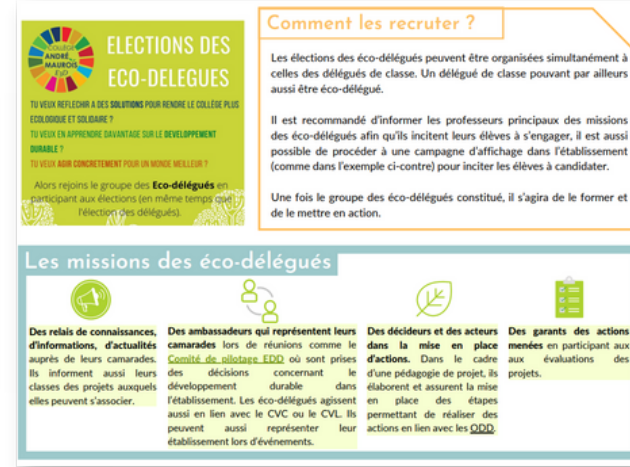 COLLÈGE
ANDRÉ
MAUROIS
EsD
ELECTIONS DES
ECO-DELEGUES
TU VEUX REFLECHIR A DES SOLUTIONS POUR RENDRE LE COLLÈGE PLUS
ECOLOGIQUE ET SOLIDAIRE ?
TU VEUX EN APPRENDRE DAVANTAGE SUR LE DEVELOPPEMENT
DURABLE ?
TU VEUX AGIR CONCRETEMENT POUR UN MONDE MEILLEUR ?
Alors rejoins le groupe des Eco-délégués en
participant aux élections (en même temps que
l'élection des délégués).
Comment les recruter ?
Les élections des éco-délégués peuvent être organisées simultanément à
celles des délégués de classe. Un délégué de classe pouvant par ailleurs
aussi être éco-délégué.
Il est recommandé d'informer les professeurs principaux des missions
des éco-délégués afin qu'ils incitent leurs élèves à s'engager, il est aussi
possible de procéder à une campagne d'affichage dans l'établissement
(comme dans l'exemple ci-contre) pour inciter les élèves à candidater.
Une fois le groupe des éco-délégués constitué, il s'agira de le former et
de le mettre en action.
Les missions des éco-délégués
Des relais de connaissances,
d'informations, d'actualités
auprès de leurs camarades.
Ils informent aussi leurs
classes des projets auxquels
elles peuvent s'associer.
Des ambassadeurs qui représentent leurs
camarades lors de réunions comme le
Comité de pilotage EDD où sont prises
des décisions concernant le
développement durable dans
l'établissement. Les éco-délégués agissent
aussi en lien avec le CVC ou le CVL. Ils
peuvent aussi représenter leur
établissement lors d'événements.
Des décideurs et des acteurs
dans la mise en place
d'actions. Dans le cadre
d'une pédagogie de projet, ils
élaborent et assurent la mise
en place des étapes
permettant de réaliser des
actions en lien avec les ODD.
Des garants des actions
menées en participant aux
aux évaluations des
projets.